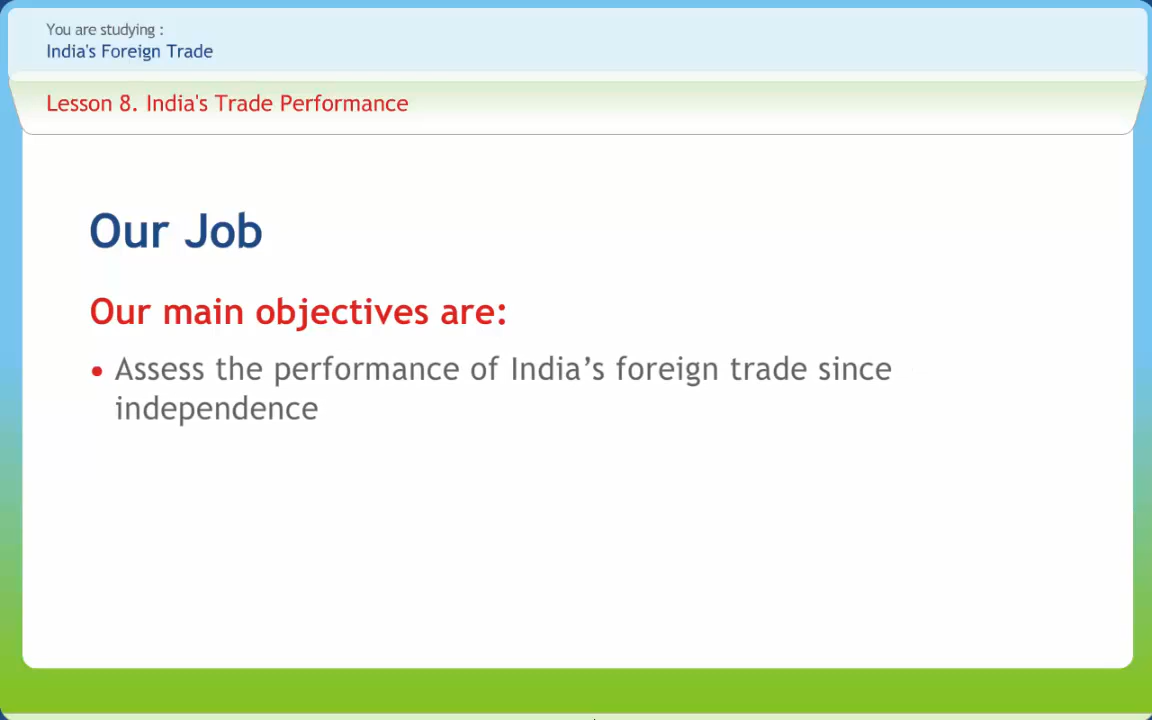 You are studying :
India's Foreign Trade
Lesson 8. India's Trade Performance
Our Job
Our main objectives are:
• Assess the performance of India’s foreign trade since
independence